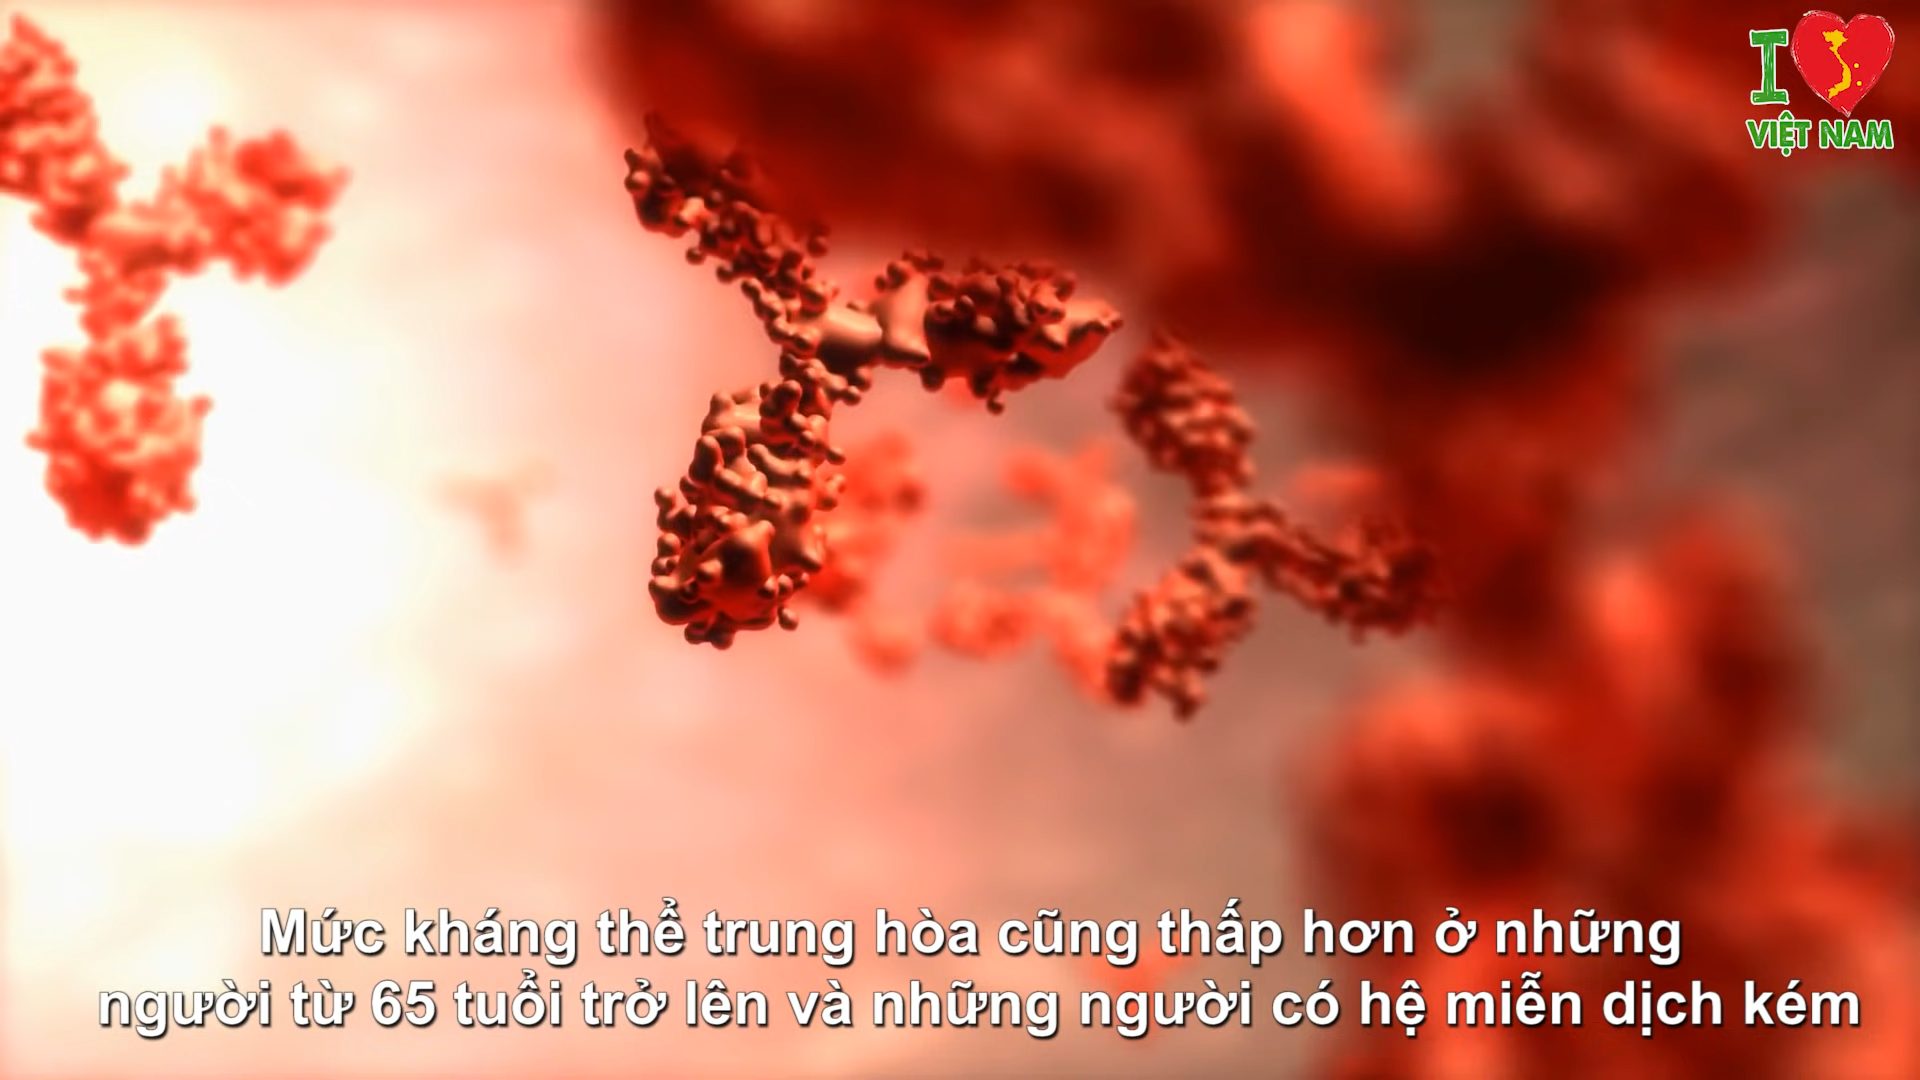 I
VIỆT NAM
Mức kháng thể trung hòa cũng thấp hơn ở những
người từ 65 tuổi trở lên và những người có hệ miễn dịch kém